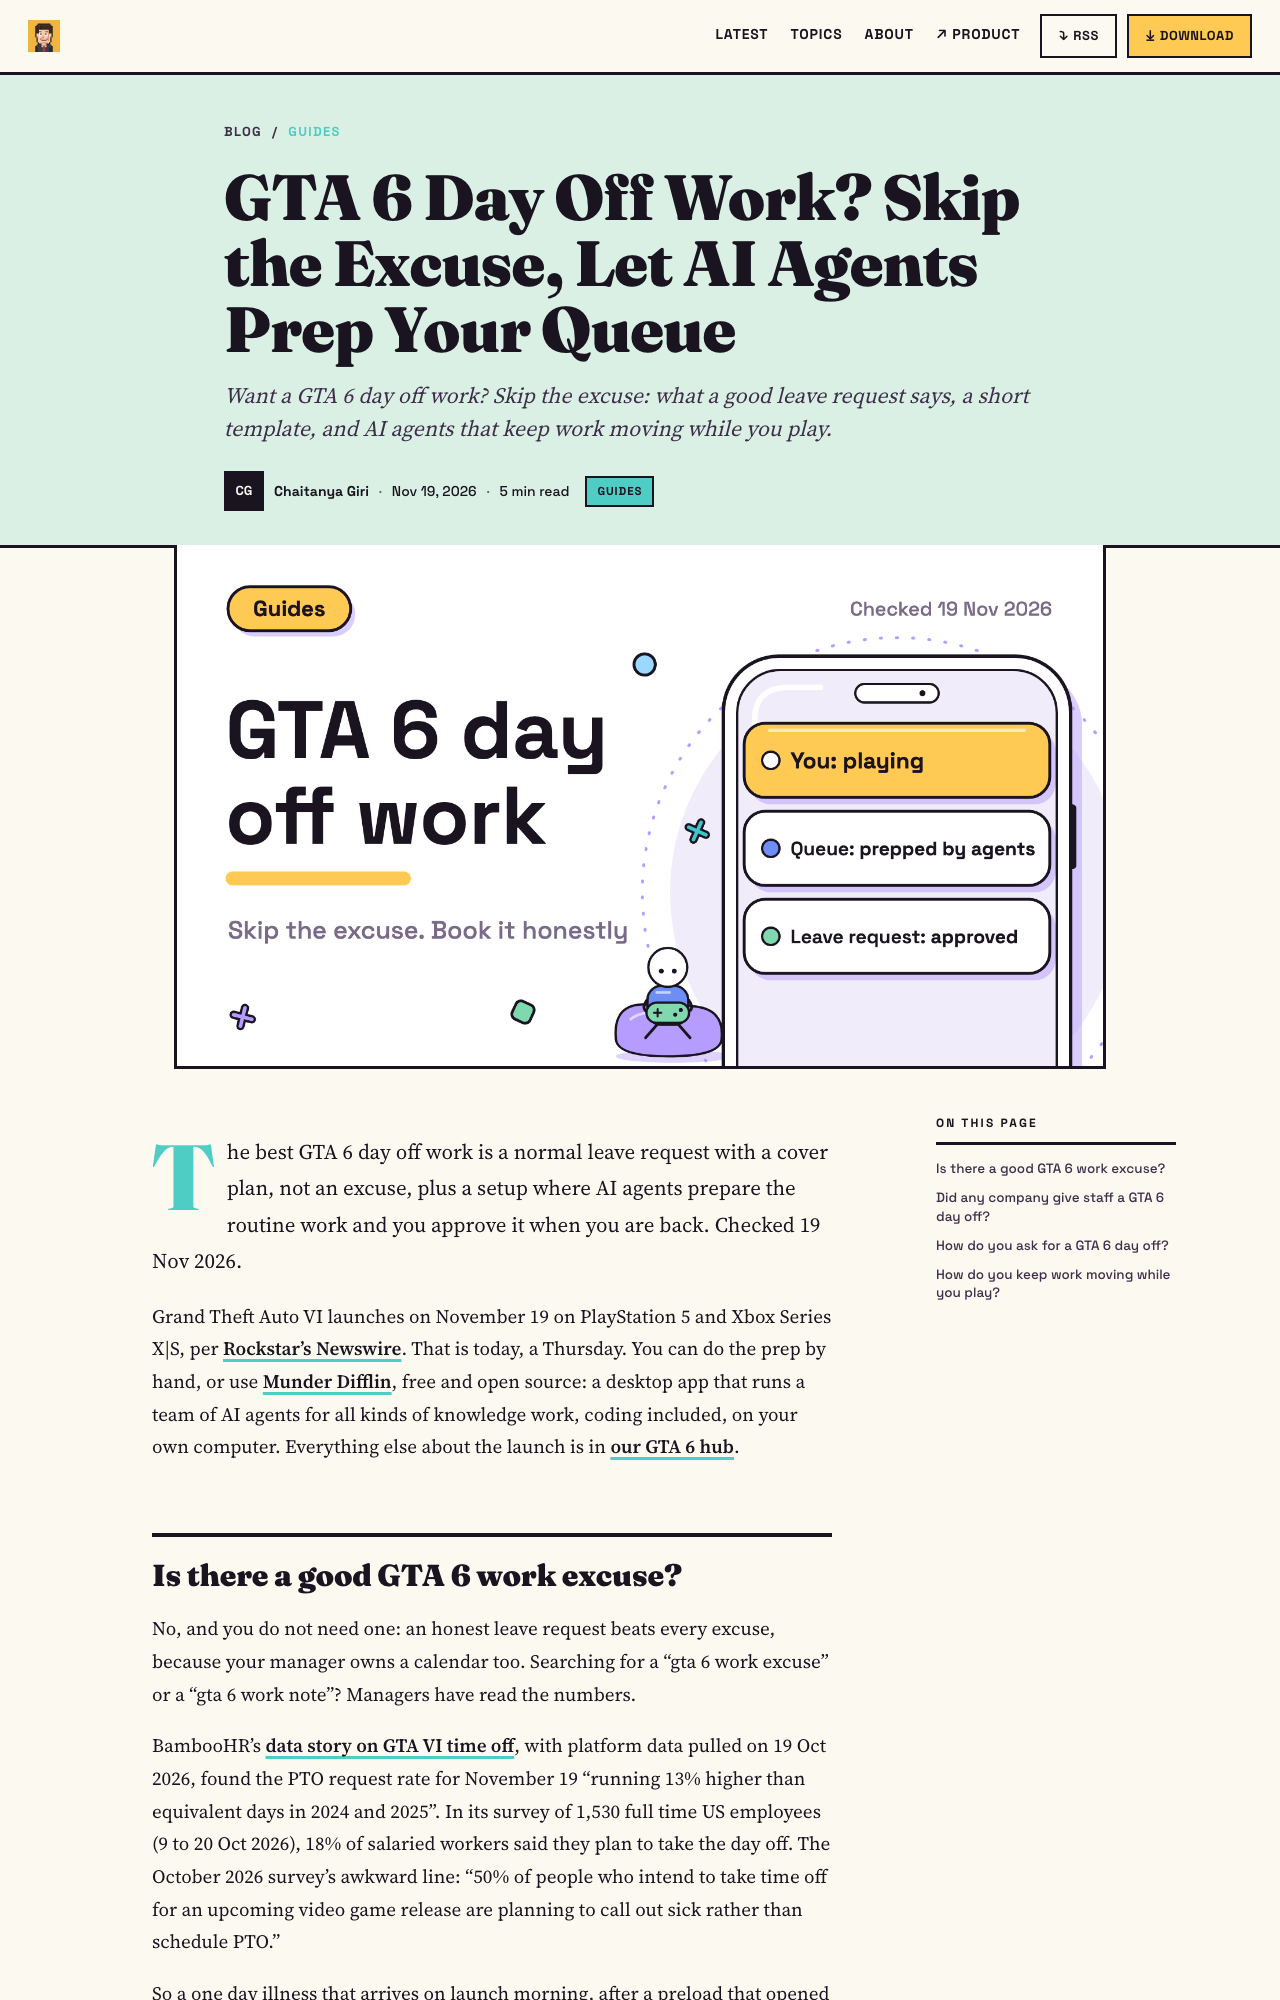 LATEST TOPICS ABOUT ↗ PRODUCT ⤵ RSS ⤓ DOWNLOAD
BLOG / GUIDES
GTA 6 Day Off Work? Skip
the Excuse, Let AI Agents
Prep Your Queue
Want a GTA 6 day off work? Skip the excuse: what a good leave request says, a short
template, and AI agents that keep work moving while you play.
CG Chaitanya Giri · Nov 19, 2026 · 5 min read GUIDES
Guides
Checked 19 Nov 2026
GTA 6 day
off work
Skip the excuse. Book it honestly
You: playing
Queue: prepped by agents
Leave request: approved
The best GTA 6 day off work is a normal leave request with a cover
plan, not an excuse, plus a setup where AI agents prepare the
routine work and you approve it when you are back. Checked 19
Nov 2026.
Grand Theft Auto VI launches on November 19 on PlayStation 5 and Xbox Series
X|S, per Rockstar’s Newswire. That is today, a Thursday. You can do the prep by
hand, or use Munder Difflin, free and open source: a desktop app that runs a
team of AI agents for all kinds of knowledge work, coding included, on your
own computer. Everything else about the launch is in our GTA 6 hub.
ON THIS PAGE
Is there a good GTA 6 work excuse?
Did any company give staff a GTA 6
day off?
How do you ask for a GTA 6 day off?
How do you keep work moving while
you play?
Is there a good GTA 6 work excuse?
No, and you do not need one: an honest leave request beats every excuse,
because your manager owns a calendar too. Searching for a “gta 6 work excuse”
or a “gta 6 work note”? Managers have read the numbers.
BambooHR’s data story on GTA VI time off, with platform data pulled on 19 Oct
2026, found the PTO request rate for November 19 “running 13% higher than
equivalent days in 2024 and 2025”. In its survey of 1,530 full time US employees
(9 to 20 Oct 2026), 18% of salaried workers said they plan to take the day off. The
October 2026 survey’s awkward line: “50% of people who intend to take time off
for an upcoming video game release are planning to call out sick rather than
schedule PTO.”
So a one day illness that arrives on launch morning, after a preload that opened